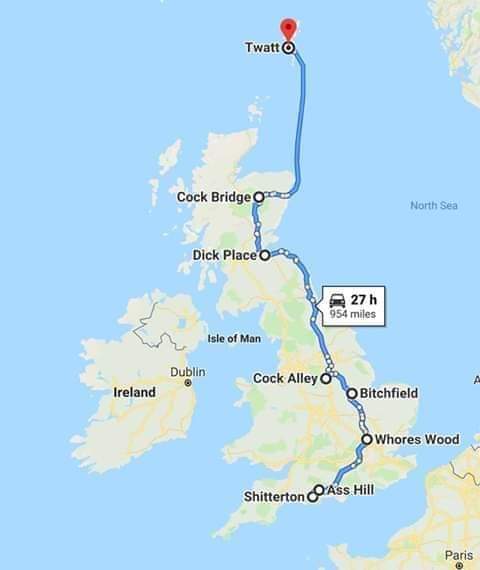 Twatt
Cock Bridge
North Sea
Dick Place
27 h
954 miles
Isle of Man
Dublin
Cock Alley
Ireland
Bitchfield
A
Whores Wood
Ass Hill
Shitterton
Paris